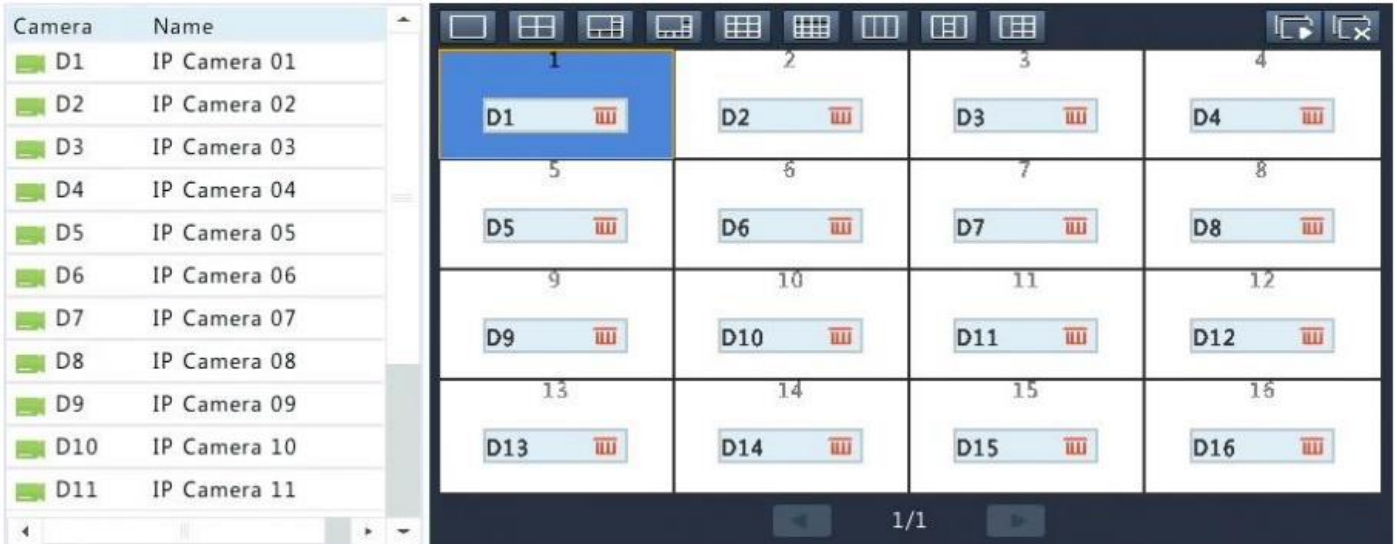 Camera Name
D1 IP Camera 01
D2 IP Camera 02
D3 IP Camera 03
D4 IP Camera 04
D5 IP Camera 05
D6 IP Camera 06
D7 IP Camera 07
D8 IP Camera 08
D9 IP Camera 09
D10 IP Camera 10
D11 IP Camera 11
1 2 3 4
D1 D2 D3 D4
5 6 7 8
D5 D6 D7 D8
9 10 11 12
D9 D10 D11 D12
13 14 15 16
D13 D14 D15 D16
1/1